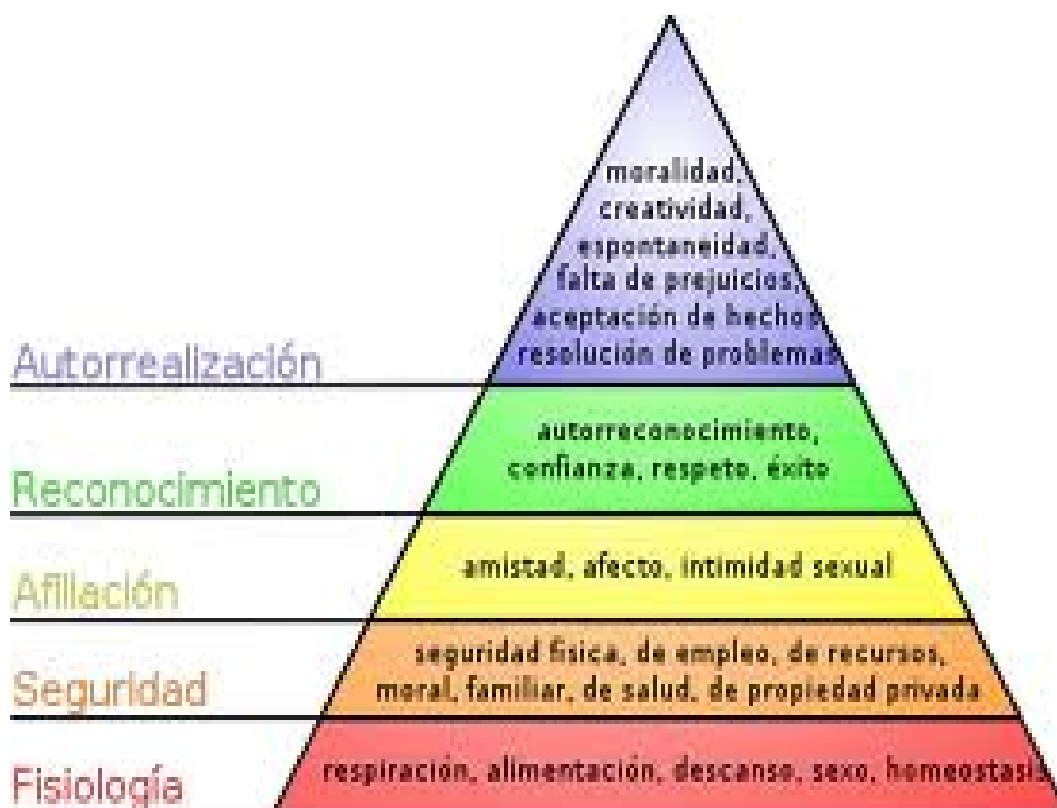 moralidad,
creatividad,
espontaneidad,
falta de prejuicios,
aceptación de hechos,
resolución de problemas
Autorrealización
autorreconocimiento,
confianza, respeto, éxito
Reconocimiento
amistad, afecto, intimidad sexual
Afiliación
seguridad física, de empleo, de recursos,
moral, familiar, de salud, de propiedad privada
Seguridad
respiración, alimentación, descanso, sexo, homeostasis
Fisiología